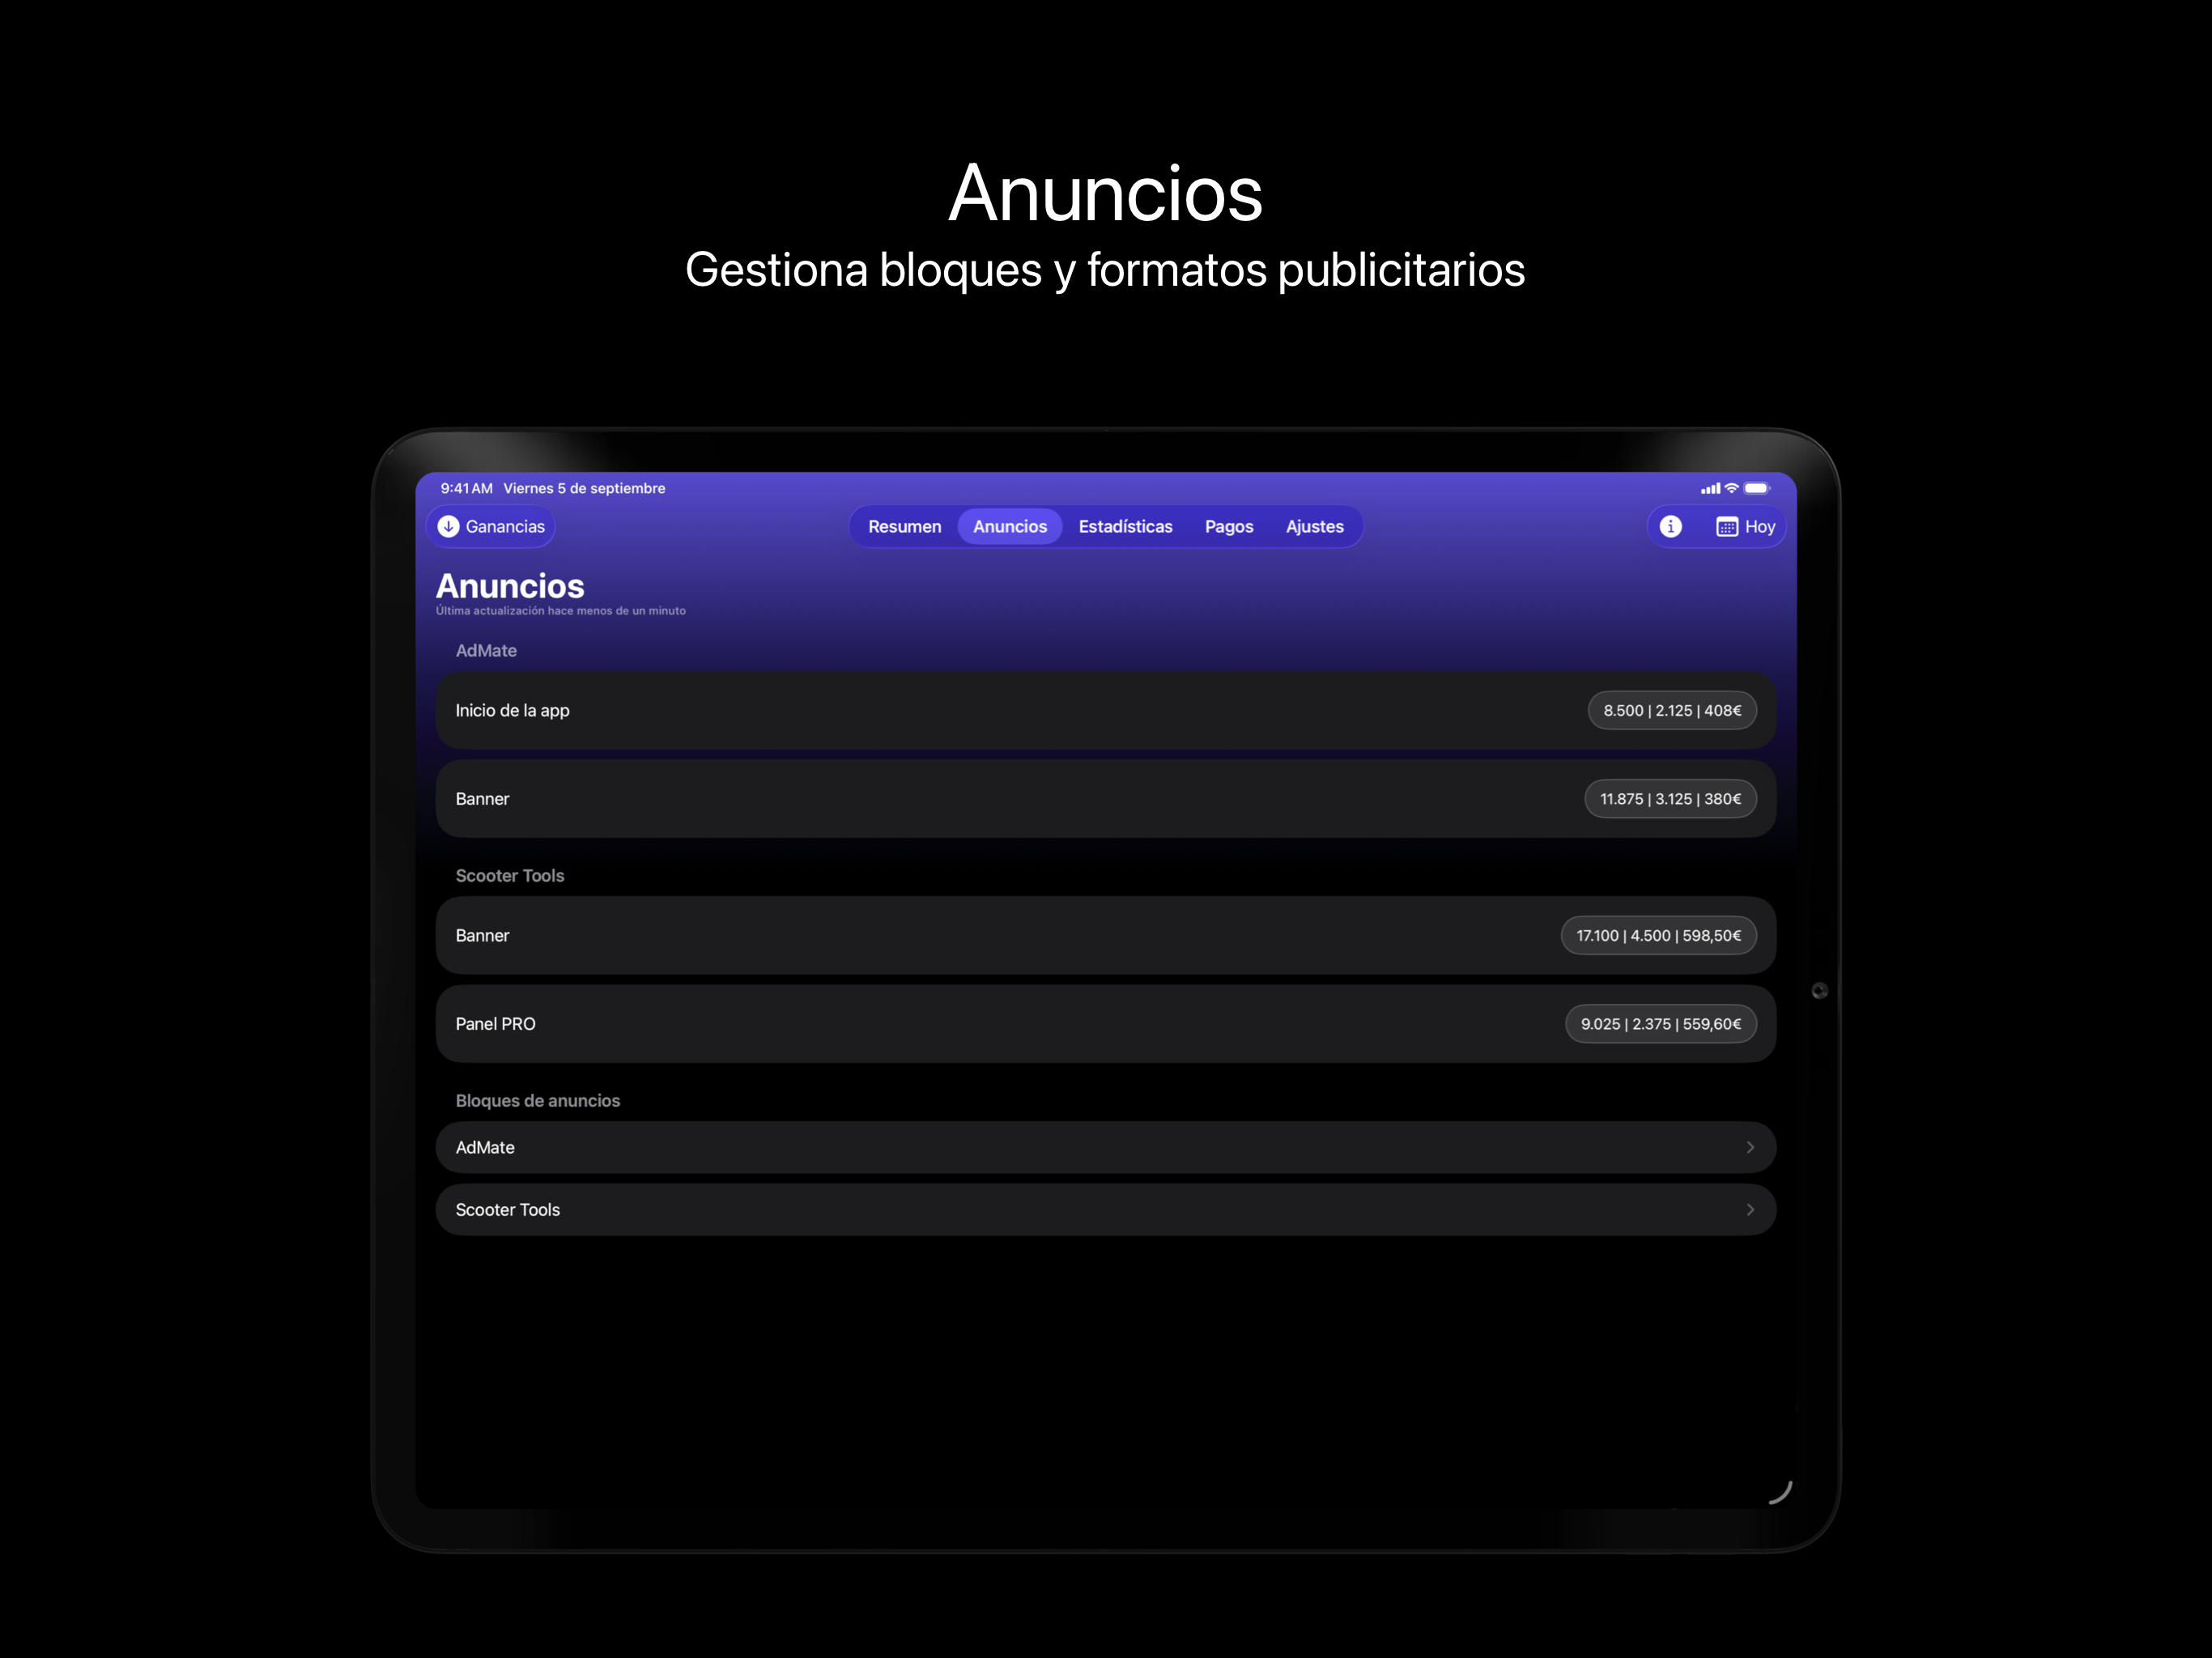 Anuncios
Gestiona bloques y formatos publicitarios
9:41 AM Viernes 5 de septiembre
Ganancias
Resumen Anuncios Estadísticas Pagos Ajustes
Hoy
Anuncios
Última actualización hace menos de un minuto
AdMate
Inicio de la app 8.500 | 2.125 | 408€
Banner 11.875 | 3.125 | 380€
Scooter Tools
Banner 17.100 | 4.500 | 598,50€
Panel PRO 9.025 | 2.375 | 559,60€
Bloques de anuncios
AdMate
Scooter Tools